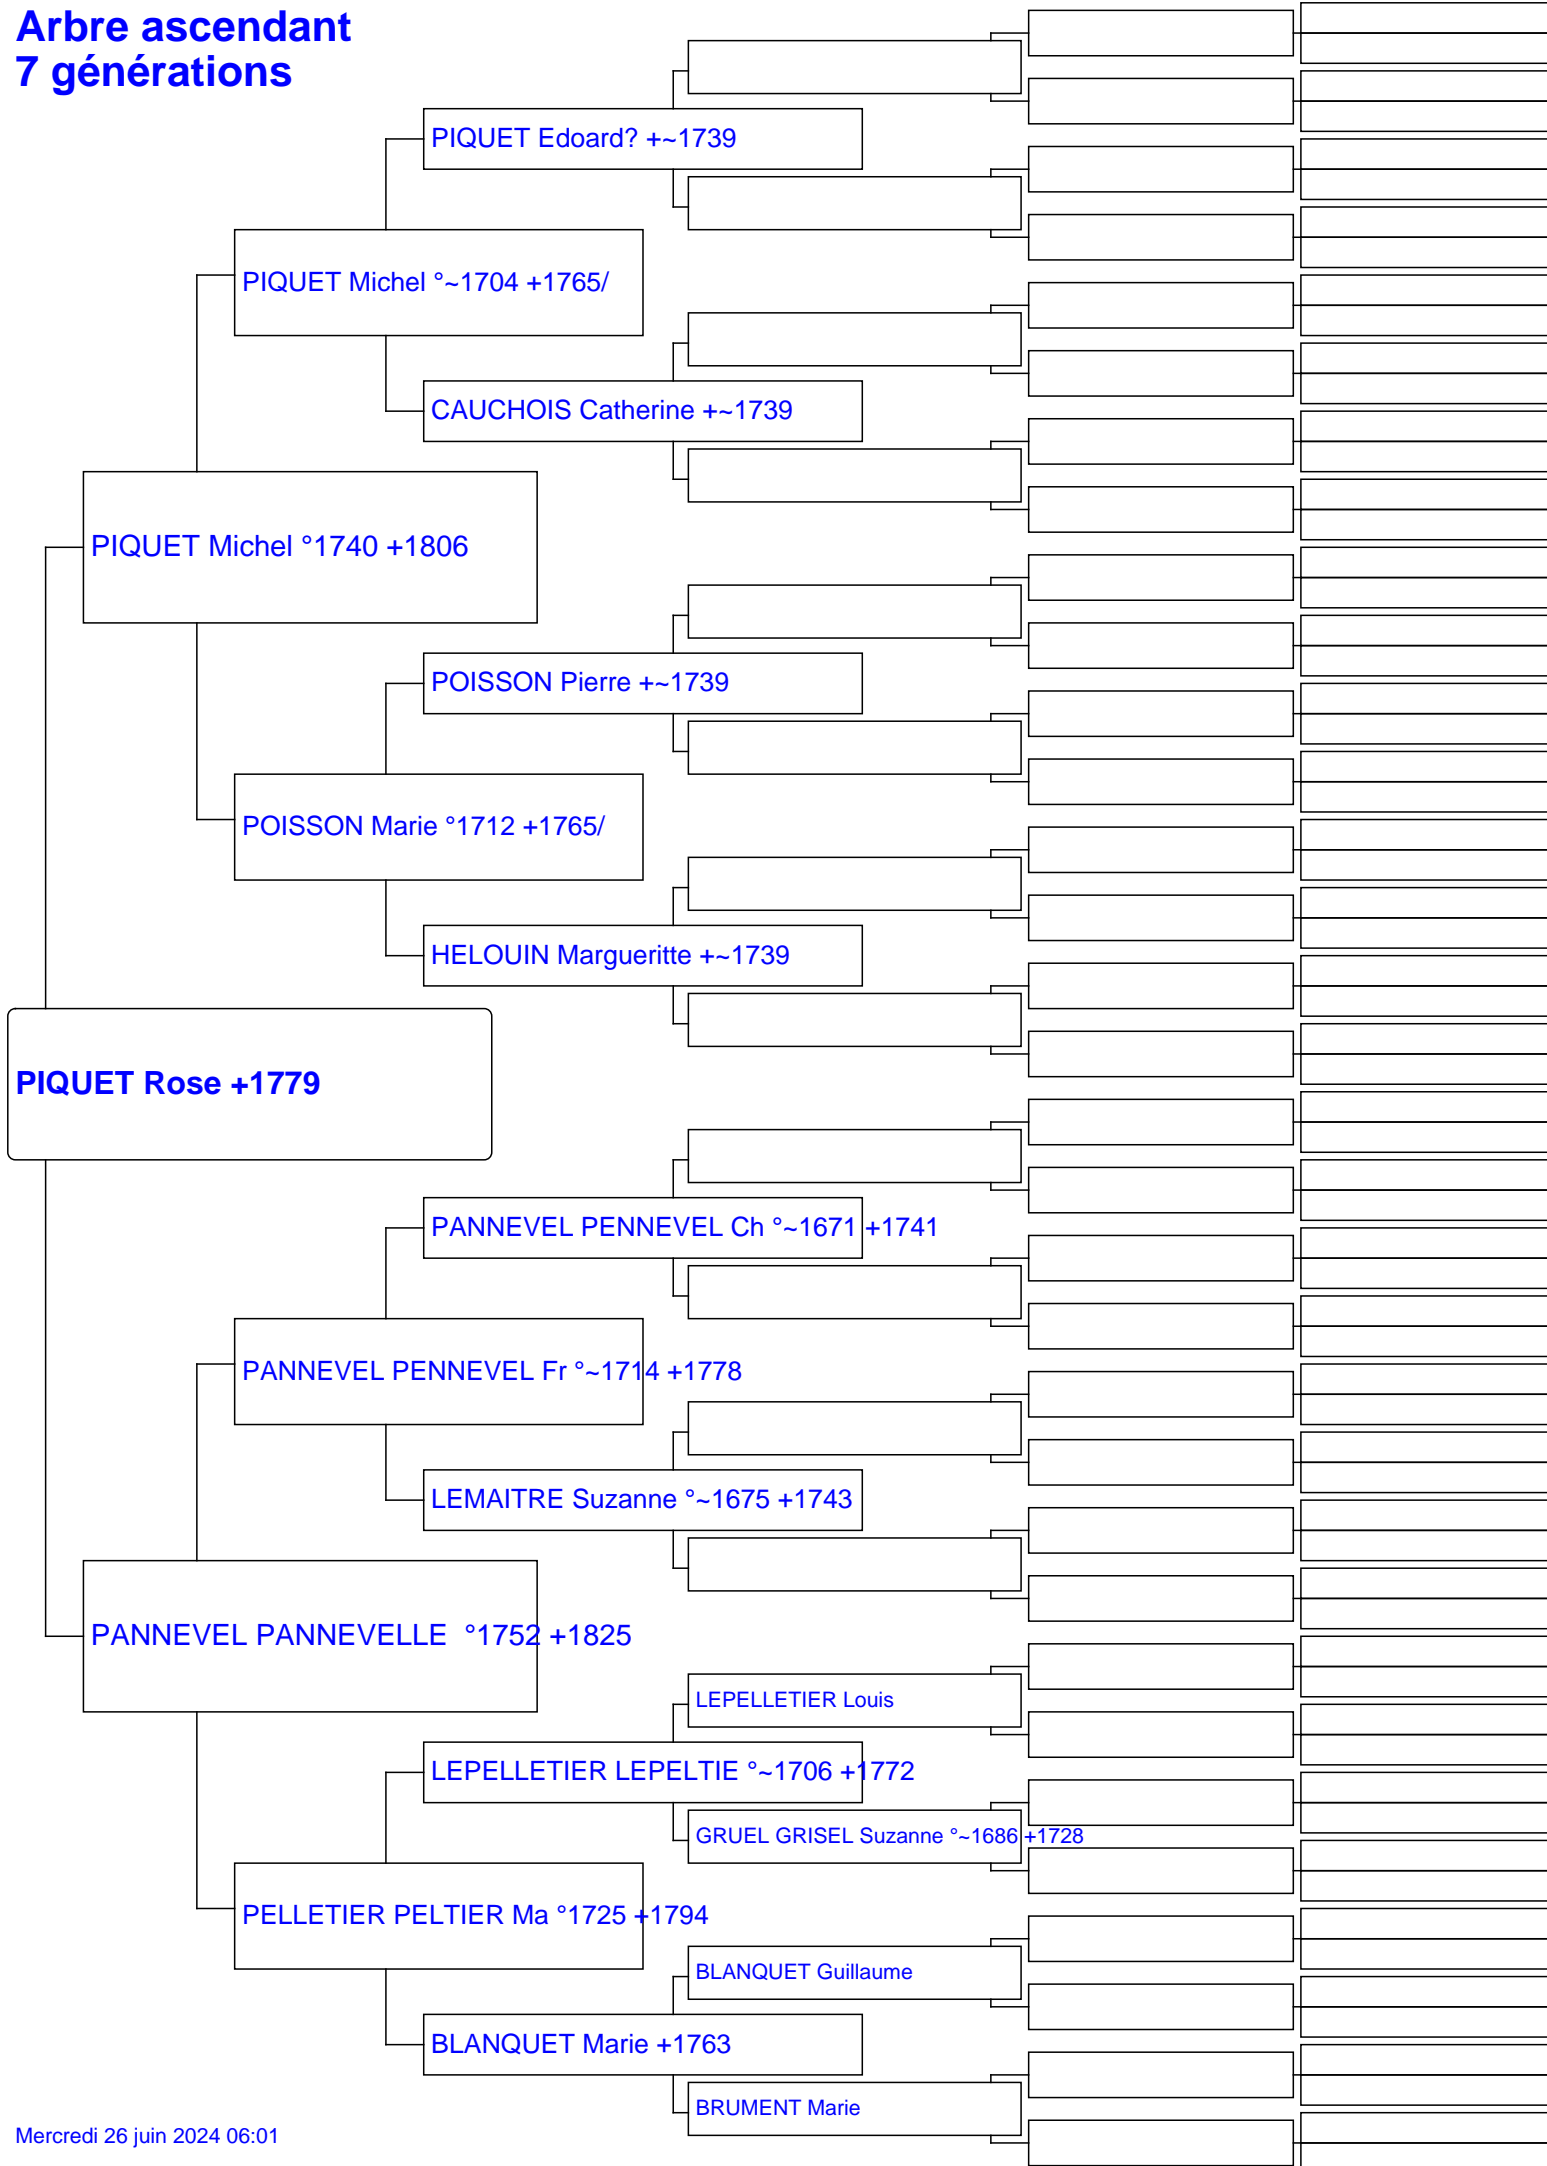 Arbre ascendant
7 générations
PIQUET Edoard? +~1739
PIQUET Michel °~1704 +1765/
CAUCHOIS Catherine +~1739
PIQUET Michel °1740 +1806
POISSON Pierre +~1739
POISSON Marie °1712 +1765/
HELOUIN Margueritte +~1739
PIQUET Rose +1779
PANNEVEL PENNEVEL Ch °~1671 +1741
PANNEVEL PENNEVEL Fr °~1714 +1778
LEMAITRE Suzanne °~1675 +1743
PANNEVEL PANNEVELLE  °1752 +1825
LEPELLETIER Louis
LEPELLETIER LEPELTIE °~1706 +1772
GRUEL GRISEL Suzanne °~1686 +1728
PELLETIER PELTIER Ma °1725 +1794
BLANQUET Guillaume
BLANQUET Marie +1763
BRUMENT Marie
Mercredi 26 juin 2024 06:01